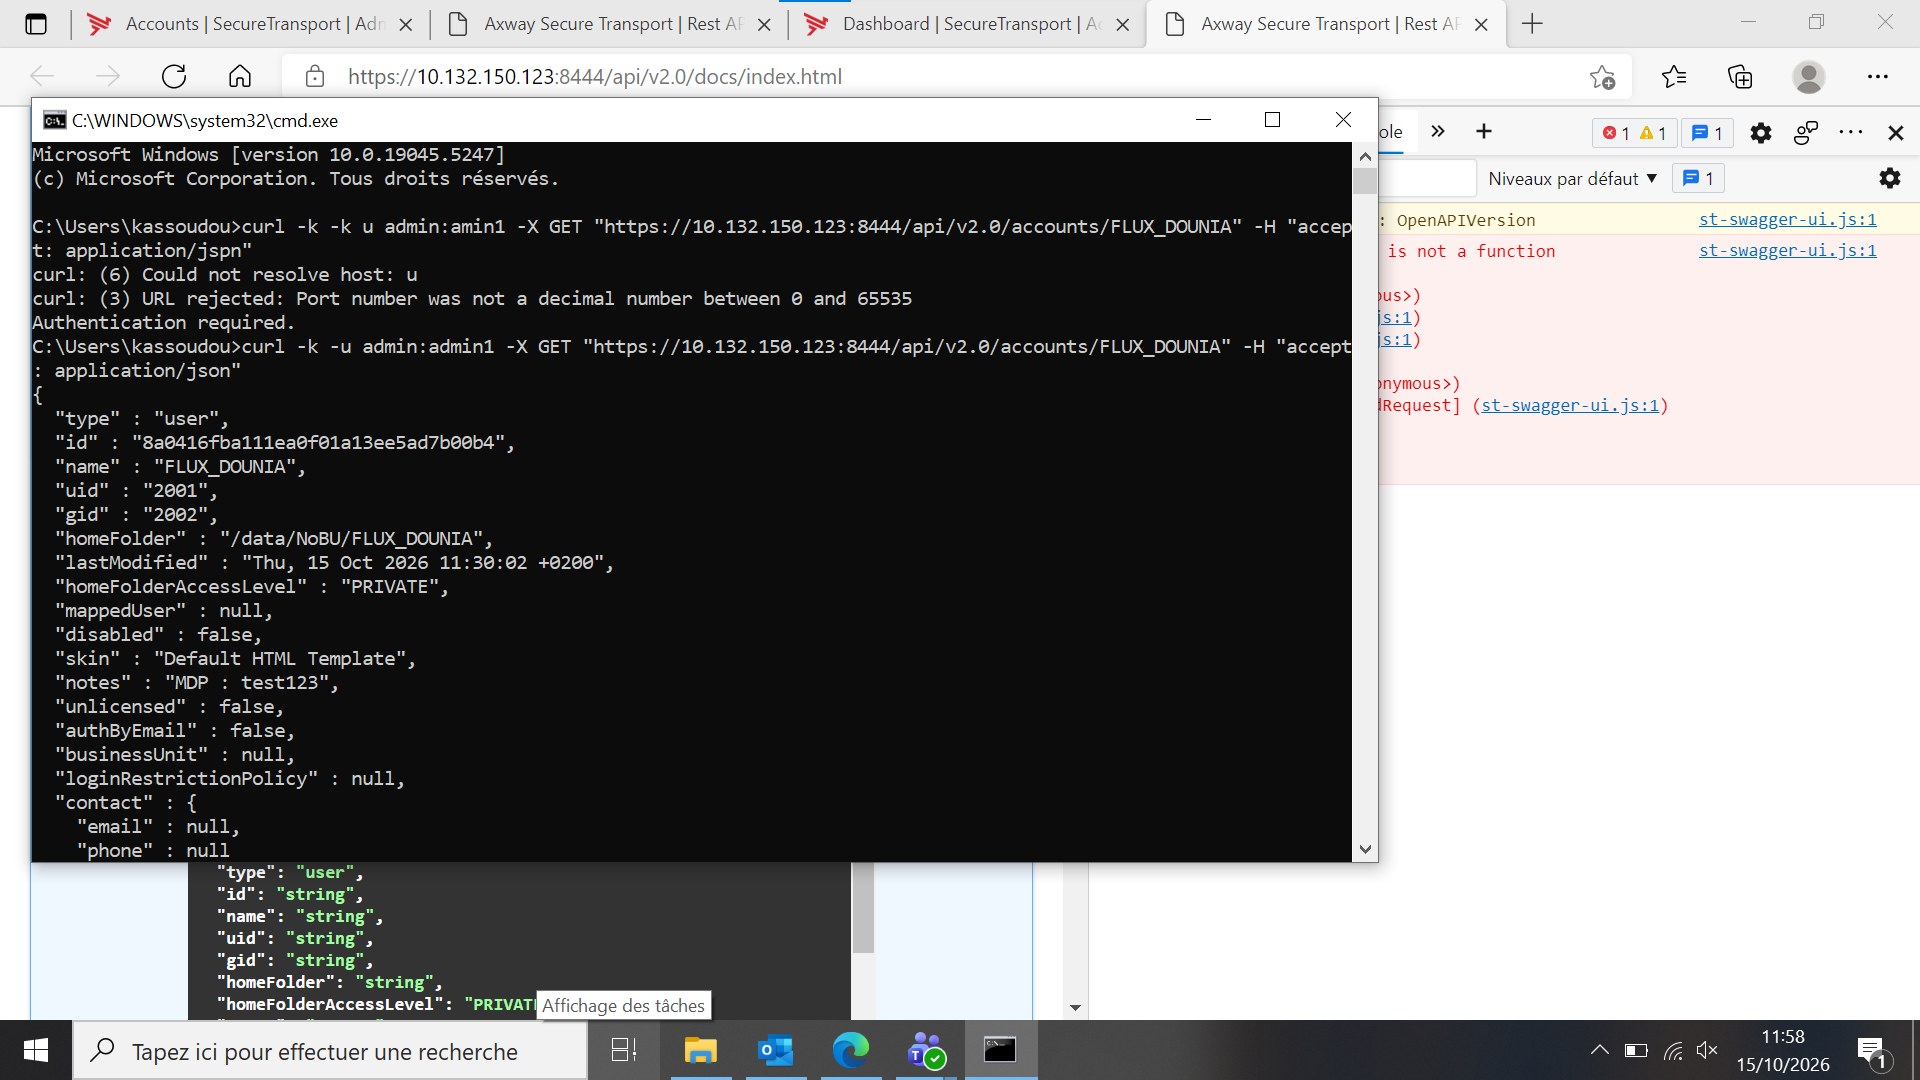 Accounts | SecureTransport | Adn
Axway Secure Transport | Rest AP
Dashboard | SecureTransport | Ac
Axway Secure Transport | Rest AP
https://10.132.150.123:8444/api/v2.0/docs/index.html
C:\WINDOWS\system32\cmd.exe
Microsoft Windows [version 10.0.19045.5247]
(c) Microsoft Corporation. Tous droits réservés.
C:\Users\kassoudou>curl -k -k u admin:amin1 -X GET "https://10.132.150.123:8444/api/v2.0/accounts/FLUX_DOUNIA" -H "accep
t: application/jspn"
curl: (6) Could not resolve host: u
curl: (3) URL rejected: Port number was not a decimal number between 0 and 65535
Authentication required.
C:\Users\kassoudou>curl -k -u admin:admin1 -X GET "https://10.132.150.123:8444/api/v2.0/accounts/FLUX_DOUNIA" -H "accept
: application/json"
{
"type" : "user",
"id" : "8a0416fba111ea0f01a13ee5ad7b00b4",
"name" : "FLUX_DOUNIA",
"uid" : "2001",
"gid" : "2002",
"homeFolder" : "/data/NoBU/FLUX_DOUNIA",
"lastModified" : "Thu, 15 Oct 2026 11:30:02 +0200",
"homeFolderAccessLevel" : "PRIVATE",
"mappedUser" : null,
"disabled" : false,
"skin" : "Default HTML Template",
"notes" : "MDP : test123",
"unlicensed" : false,
"authByEmail" : false,
"businessUnit" : null,
"loginRestrictionPolicy" : null,
"contact" : {
"email" : null,
"phone" : null
ole
1
1
1
Niveaux par défaut
1
: OpenAPIVersion
st-swagger-ui.js:1
is not a function
st-swagger-ui.js:1
ous>)
js:1)
js:1)
onymous>)
dRequest] (st-swagger-ui.js:1)
"type": "user",
"id": "string",
"name": "string",
"uid": "string",
"gid": "string",
"homeFolder": "string",
"homeFolderAccessLevel": "PRIVATE
Affichage des tâches
Tapez ici pour effectuer une recherche
11:58
15/10/2026
1